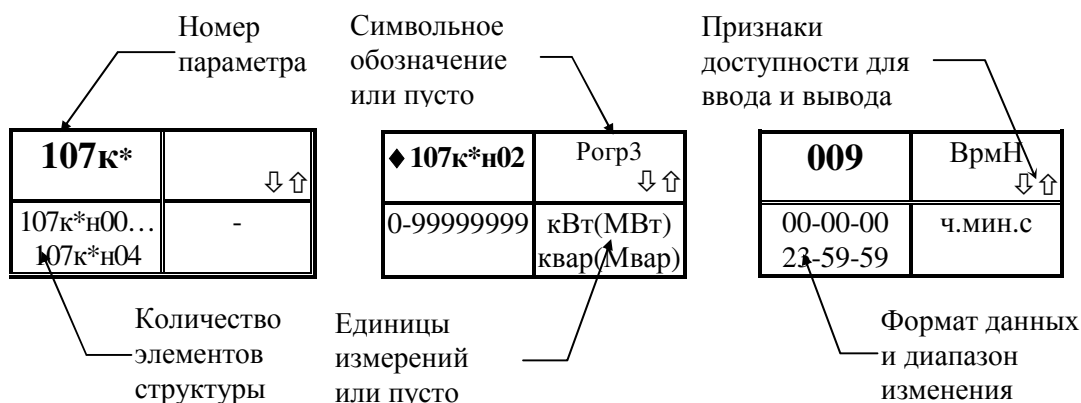 Номер
параметра
Символьное
обозначение
или пусто
Признаки
доступности для
ввода и вывода
107к*
⇩⇧
107к*н00…
107к*н04
-
♦107к*н02
Рогр3
⇩⇧
0-99999999
кВт(МВт)
квар(Мвар)
009
ВрмН
⇩⇧
00-00-00
23-59-59
ч.мин.с
Количество
элементов
структуры
Единицы
измерений
или пусто
Формат данных
и диапазон
изменения